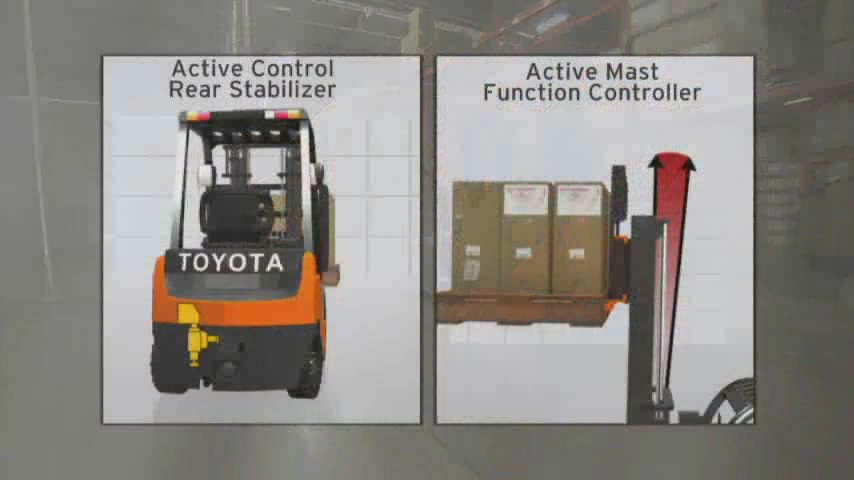 Active Control
Rear Stabilizer
Active Mast
Function Controller
TOYOTA